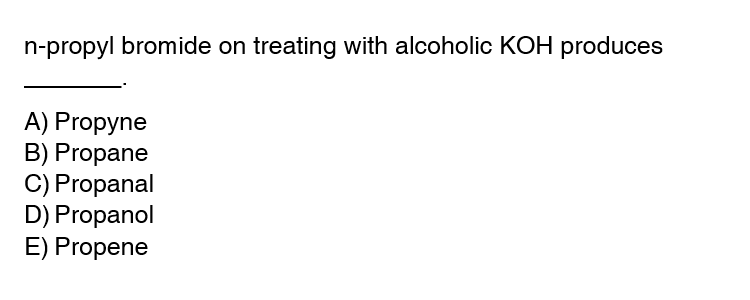 n-propyl bromide on treating with alcoholic KOH produces
_______.
A) Propyne
B) Propane
C) Propanal
D) Propanol
E) Propene